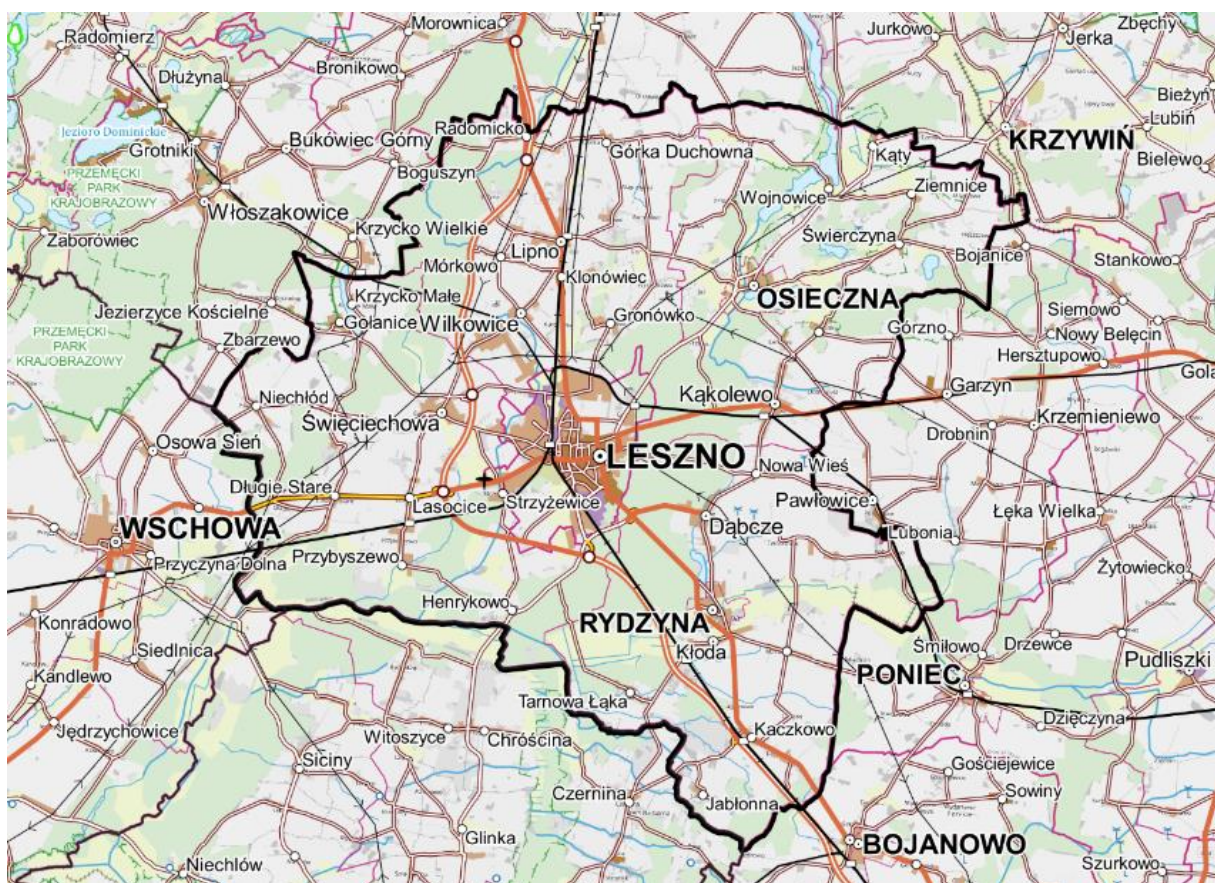 Morownica
Zbęchy
Jurkowo
Jerka
Radomierz
Bronikowo
Dłużyna
Bieżyń
Lubiń
Jezioro Dominickie
Radomicko
Grotniki
Bukówiec Górny
Górka Duchowna
Kąty
KRZYWIŃ
Bielewo
PRZEMĘCKI
PARK
KRAJOBRAZOWY
Boguszyn
Wojnowice
Ziemnice
Włoszakowice
Zaborówiec
Krzycko Wielkie
Świerczyna
Lipno
Bojanice
Stankowo
Mórkowo
Klonówiec
Krzycko Małe
OSIECZNA
Jezierzyce Kościelne
Gołanice
Wilkowice
Gronówko
Siemowo
Górzno
Nowy Belęcin
PRZEMĘCKI
PARK
KRAJOBRAZOWY
Zbarzewo
Hersztupowo
Gola
Niechłód
Kąkolewo
Garzyn
Święciechowa
Krzemieniewo
Osowa Sień
Drobnin
LESZNO
Nowa Wieś
Długie Stare
Lasocice
Strzyżewice
Pawłowice
WSCHOWA
Dąbcze
Łęka Wielka
Lubonia
Przyczyna Dolna
Przybyszewo
Żytowiecko
Henrykowo
Konradowo
RYDZYNA
Siedlnica
Kłoda
Śmiłowo
Drzewce
Kandlewo
PONIEC
Pudliszki
Tarnowa Łąka
Jędrzychowice
Witoszyce
Chróścina
Kaczkowo
Dzięczyna
Siciny
Gościejewice
Czernina
Jabłonna
Sowiny
Glinka
BOJANOWO
Niechlów
Szurkowo